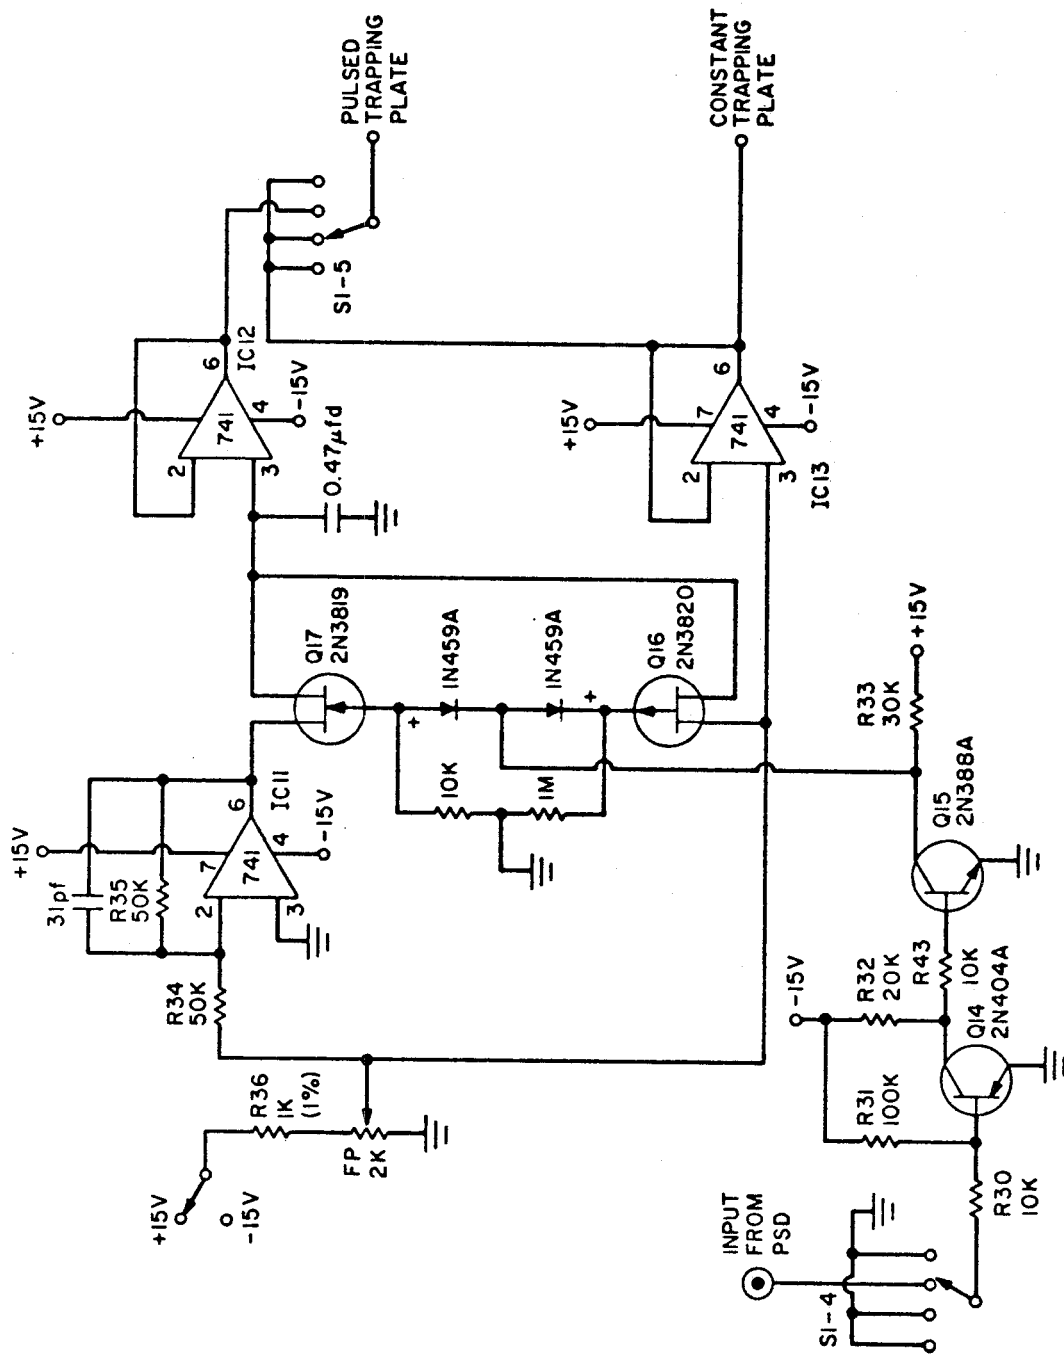 +15V
-15V
R36
1K
(1%)
FP
2K
R34
50K
31pf
R35
50K
+15V
2
3
741
7
4
6
IC11
-15V
Q17
2N3819
10K
1M
+
1N459A
1N459A
+
Q16
2N3820
+15V
2
3
741
4
6
IC12
-15V
0.47μfd
S1-5
PULSED
TRAPPING
PLATE
+15V
2
3
741
7
4
6
IC13
-15V
CONSTANT
TRAPPING
PLATE
INPUT
FROM
PSD
S1-4
R30
10K
R31
100K
-15V
R32
20K
R43
10K
Q14
2N404A
Q15
2N388A
R33
30K
+15V